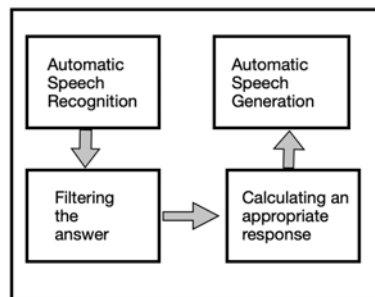 Automatic
Speech
Recognition
Automatic
Speech
Generation
Filtering
the
answer
Calculating an
appropriate
response